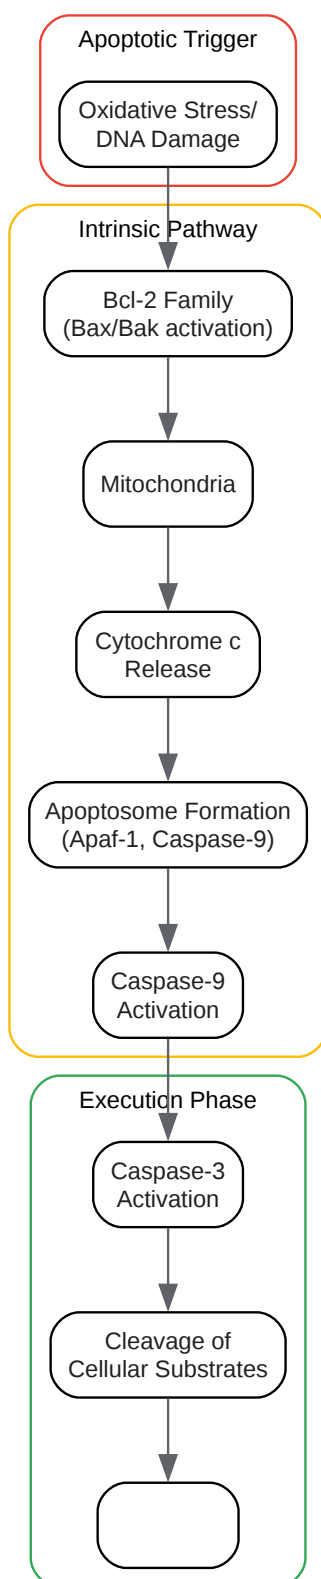 Apoptotic Trigger
Oxidative Stress/
DNA Damage
Intrinsic Pathway
Bcl-2 Family
(Bax/Bak activation)
Mitochondria
Cytochrome c
Release
Apoptosome Formation
(Apaf-1, Caspase-9)
Caspase-9
Activation
Execution Phase
Caspase-3
Activation
Cleavage of
Cellular Substrates